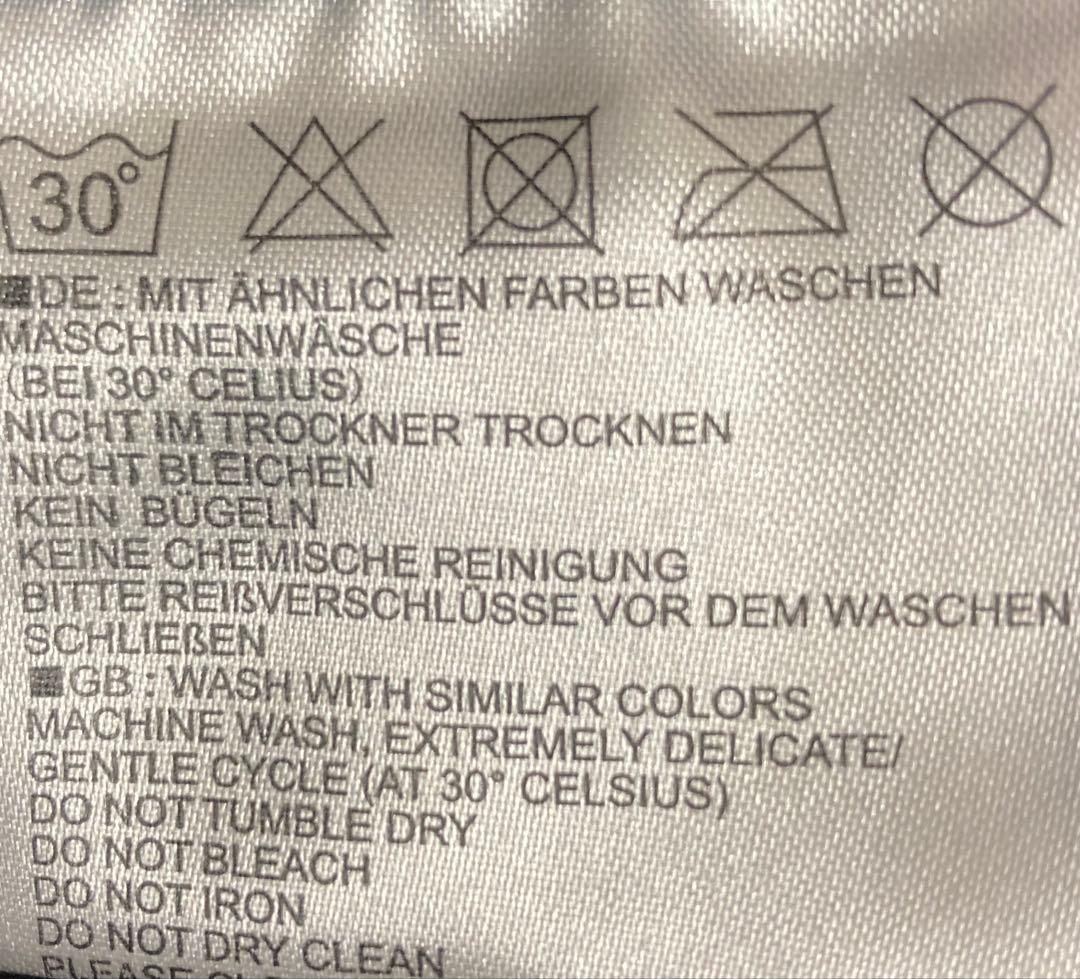 30°
DE : MIT ÄHNLICHEN FARBEN WASCHEN
MASCHINENWÄSCHE
(BEI 30° CELIUS)
NICHT IM TROCKNER TROCKNEN
NICHT BLEICHEN
KEIN BÜGELN
KEINE CHEMISCHE REINIGUNG
BITTE REIßVERSCHLÜSSE VOR DEM WASCHEN
SCHLIEßEN
GB : WASH WITH SIMILAR COLORS
MACHINE WASH, EXTREMELY DELICATE/
GENTLE CYCLE (AT 30° CELSIUS)
DO NOT TUMBLE DRY
DO NOT BLEACH
DO NOT IRON
DO NOT DRY CLEAN
PLEASE